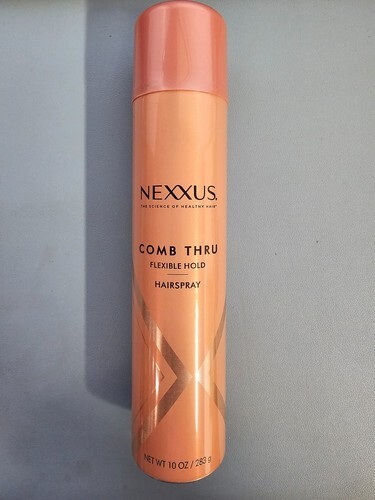 NEXXUS.
THE SCIENCE OF HEALTHY HAIR
COMB THRU
FLEXIBLE HOLD
HAIRSPRAY
NET WT 10 OZ / 283 g